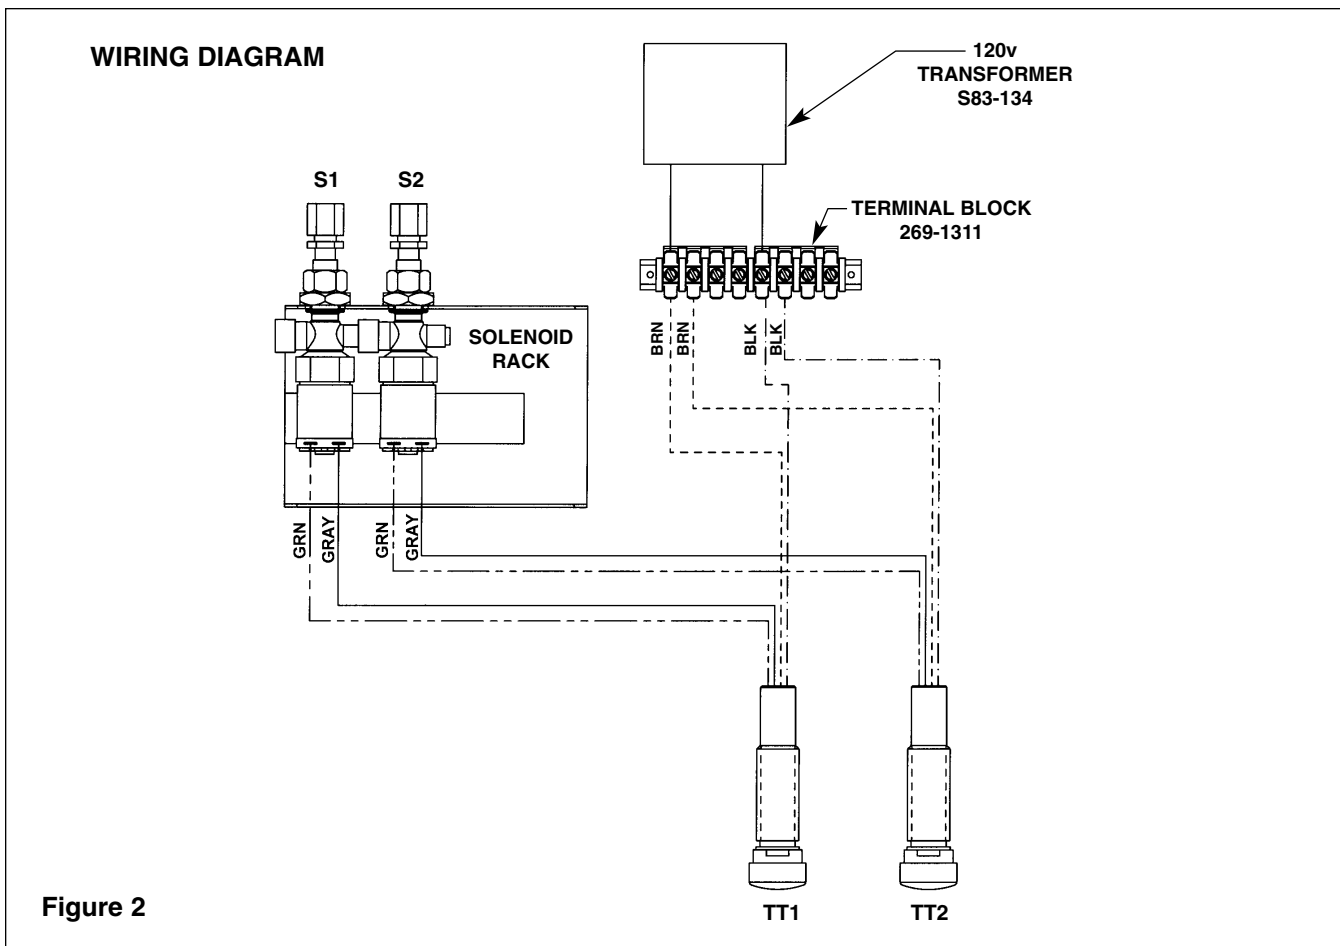 WIRING DIAGRAM
120v
TRANSFORMER
S83-134
S1
S2
TERMINAL BLOCK
269-1311
SOLENOID
RACK
BRN
BRN
BLK
BLK
GRN
GRAY
GRN
GRAY
Figure 2
TT1
TT2